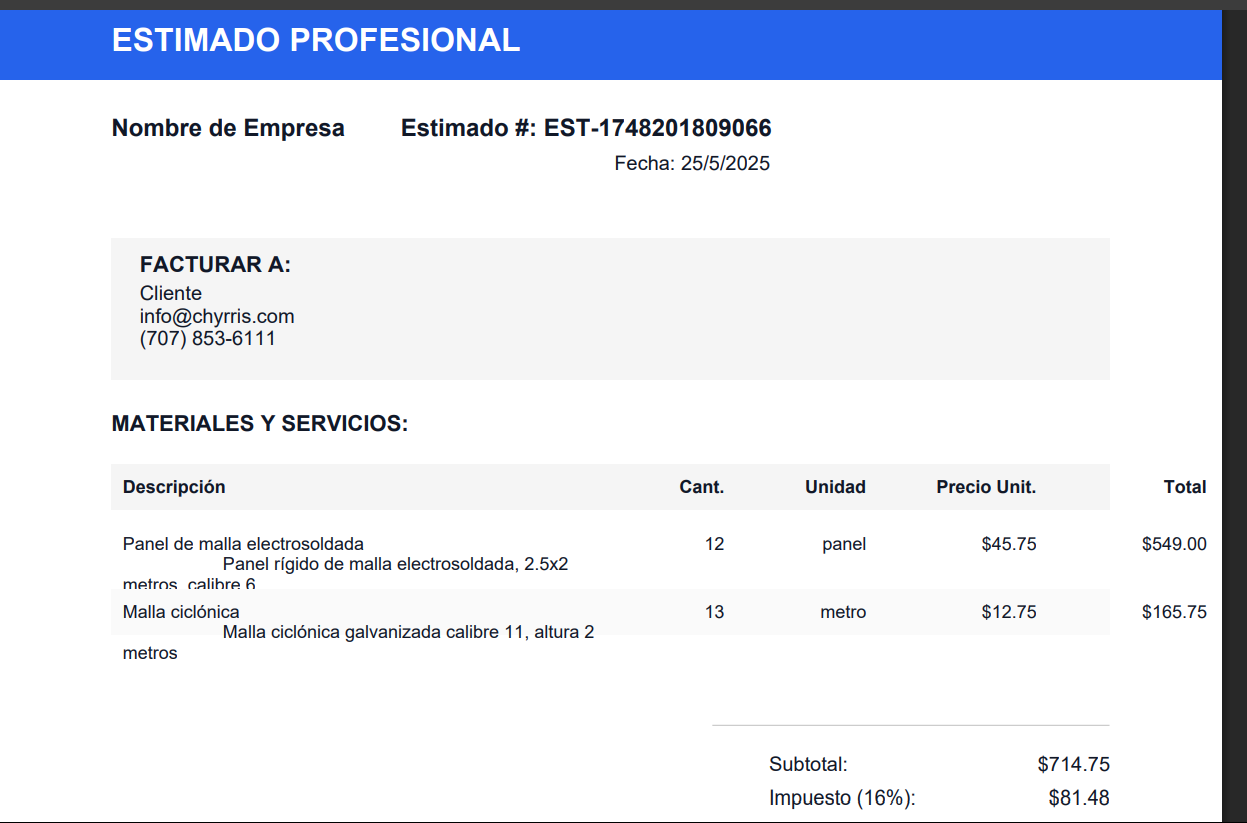 ESTIMADO PROFESIONAL
Nombre de Empresa Estimado #: EST-1748201809066
Fecha: 25/5/2025
FACTURAR A:
Cliente
info@chyrris.com
(707) 853-6111
MATERIALES Y SERVICIOS:
Descripción Cant. Unidad Precio Unit. Total
Panel de malla electrosoldada 12 panel $45.75 $549.00
Panel rígido de malla electrosoldada, 2.5x2
metros, calibre 6
Malla ciclónica 13 metro $12.75 $165.75
Malla ciclónica galvanizada calibre 11, altura 2
metros
Subtotal: $714.75
Impuesto (16%): $81.48